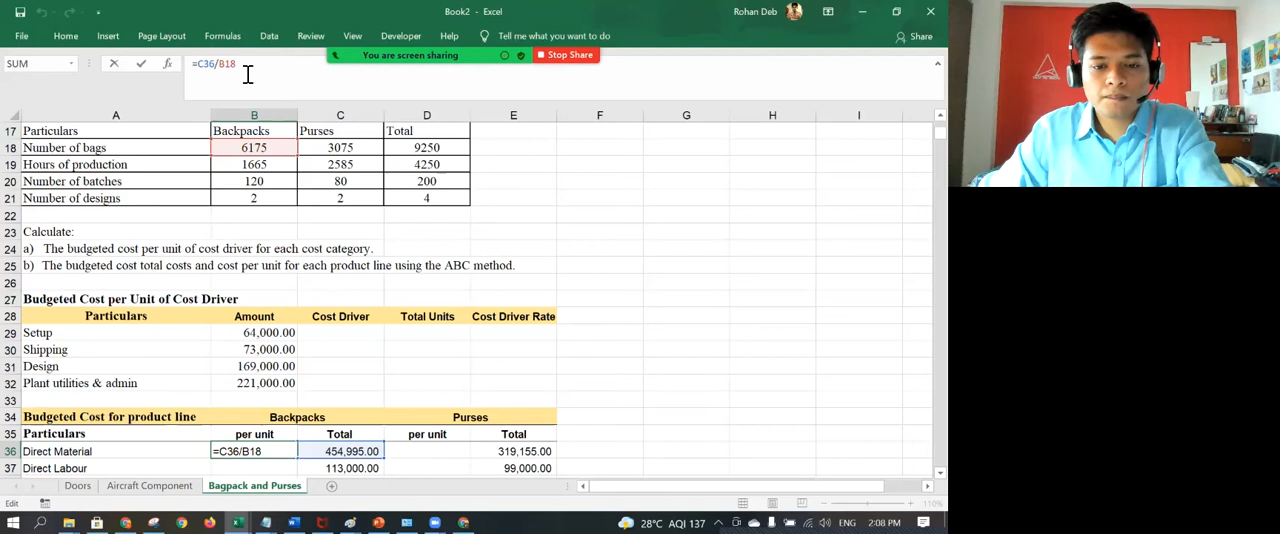 Book2 - Excel
Rohan Deb
File Home Insert Page Layout Formulas Data Review View Developer Help Tell me what you want to do Share
You are screen sharing Stop Share
SUM fx =C36/B18
A B C D E F G H I
17 Particulars Backpacks Purses Total
18 Number of bags 6175 3075 9250
19 Hours of production 1665 2585 4250
20 Number of batches 120 80 200
21 Number of designs 2 2 4
22
23 Calculate:
24 a) The budgeted cost per unit of cost driver for each cost category.
25 b) The budgeted cost total costs and cost per unit for each product line using the ABC method.
26
27 Budgeted Cost per Unit of Cost Driver
28 Particulars Amount Cost Driver Total Units Cost Driver Rate
29 Setup 64,000.00
30 Shipping 73,000.00
31 Design 169,000.00
32 Plant utilities & admin 221,000.00
33
34 Budgeted Cost for product line Backpacks Purses
35 Particulars per unit Total per unit Total
36 Direct Material =C36/B18 454,995.00 319,155.00
37 Direct Labour 113,000.00 99,000.00
Doors Aircraft Component Bagpack and Purses
Edit 110%
28°C AQI 137 ENG 2:08 PM